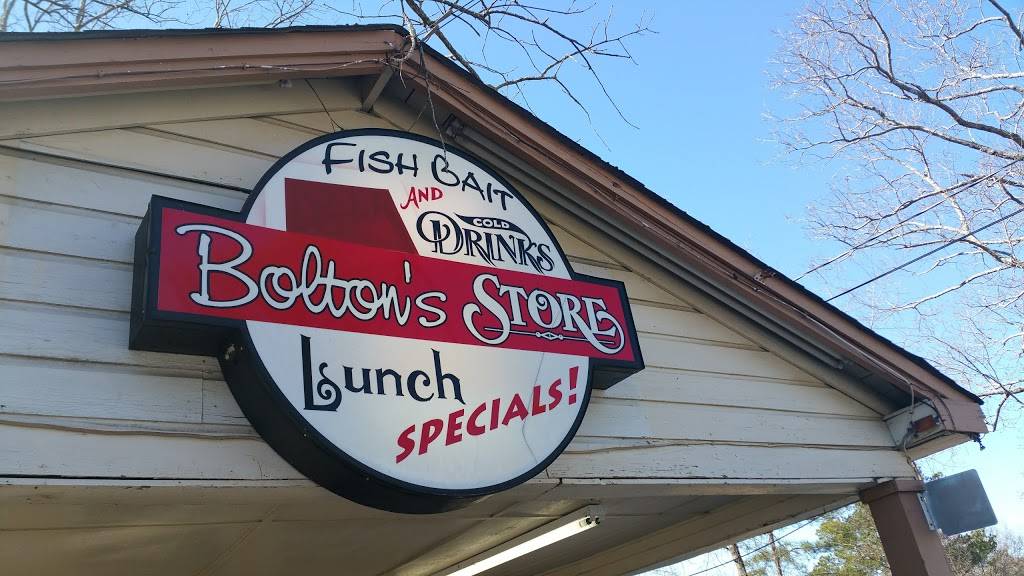 FISH BAIT
AND
COLD
DRINKS
Bolton's STORE
Lunch
SPECIALS!